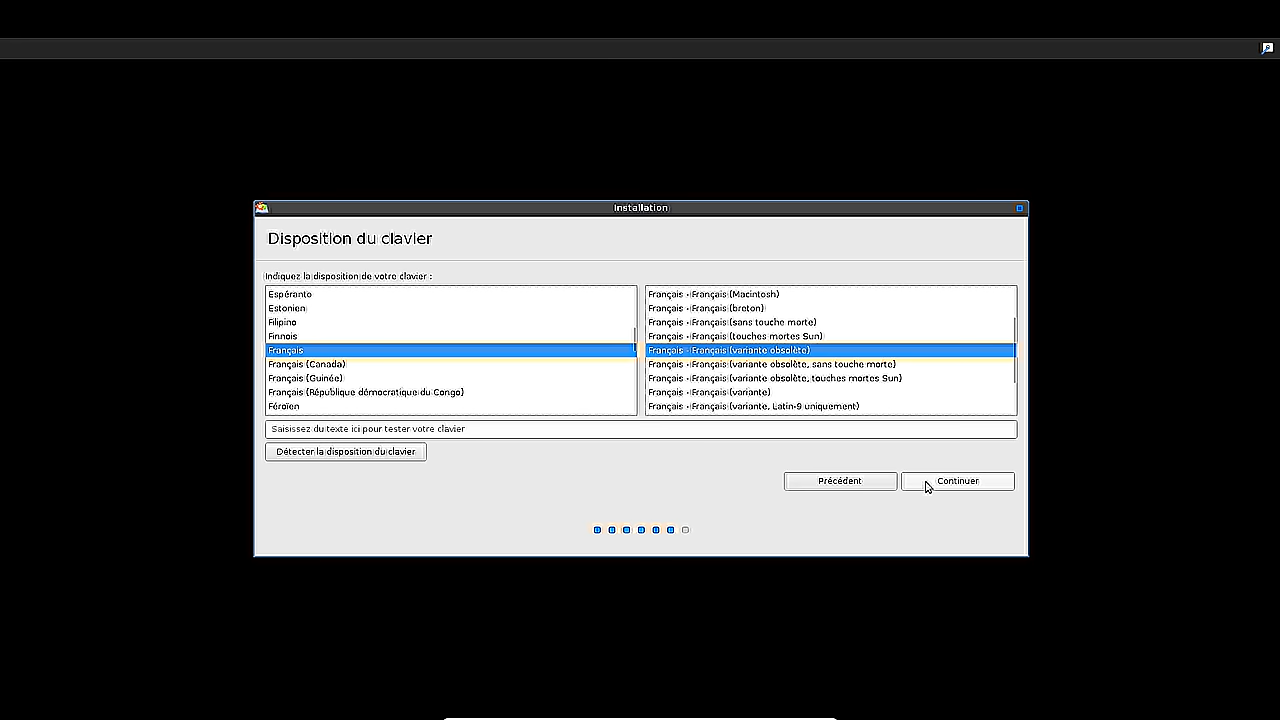 Installation
Disposition du clavier
Indiquez la disposition de votre clavier :
Espéranto
Estonien
Filipino
Finnois
Français
Français (Canada)
Français (Guinée)
Français (République démocratique du Congo)
Féroïen
Français - Français (Macintosh)
Français - Français (breton)
Français - Français (sans touche morte)
Français - Français (touches mortes Sun)
Français - Français (variante obsolète)
Français - Français (variante obsolète, sans touche morte)
Français - Français (variante obsolète, touches mortes Sun)
Français - Français (variante)
Français - Français (variante, Latin-9 uniquement)
Saisissez du texte ici pour tester votre clavier
Détecter la disposition du clavier
Précédent
Continuer